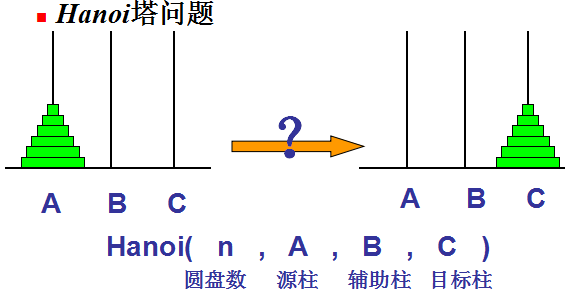 Hanoi塔问题
?
A B C
A B C
Hanoi( n , A , B , C )
圆盘数 源柱 辅助柱 目标柱